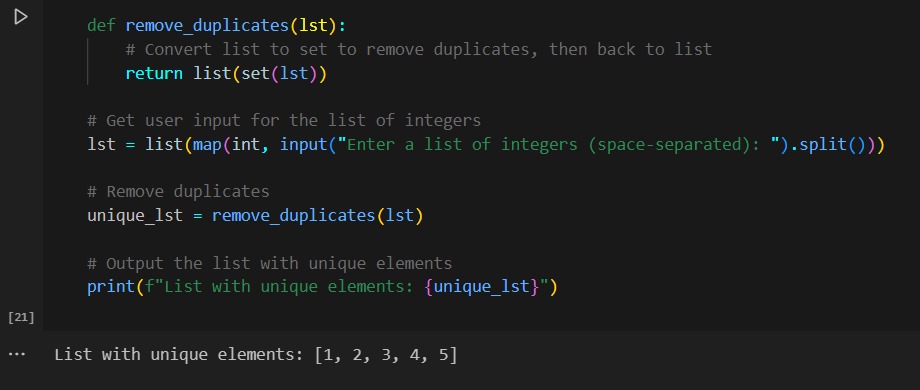 def remove_duplicates(lst):
    # Convert list to set to remove duplicates, then back to list
    return list(set(lst))

# Get user input for the list of integers
lst = list(map(int, input("Enter a list of integers (space-separated): ").split()))

# Remove duplicates
unique_lst = remove_duplicates(lst)

# Output the list with unique elements
print(f"List with unique elements: {unique_lst}")
[21]
... List with unique elements: [1, 2, 3, 4, 5]